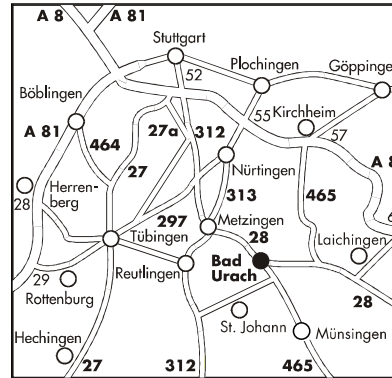 A 8
A 81
Stuttgart
52
Plochingen
Göppinge
Böblingen
55
Kirchheim
57
A 81
464
27a
312
A 8
27
Nürtingen
28
Herren-
berg
313
465
297
Metzingen
6
Tübingen
28
Laichingen
29
Reutlingen
Bad
Urach
Rottenburg
28
St. Johann
Münsingen
Hechingen
27
312
465